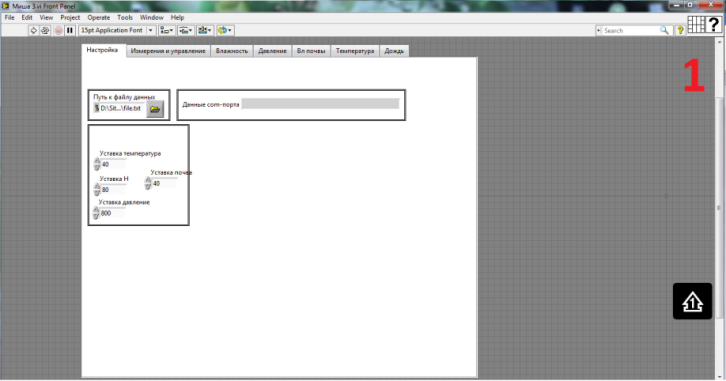 Миша 3.vi Front Panel
File Edit View Project Operate Tools Window Help
15pt Application Font
Search
?
?
1
Настройка Измерения и управление Влажность Давление Вл почвы Температура Дождь
Путь к файлу данных
D:\Sit...\file.txt
Данные com-порта
Уставка температура
40
Уставка почва
Уставка H
40
80
Уставка давление
800
1